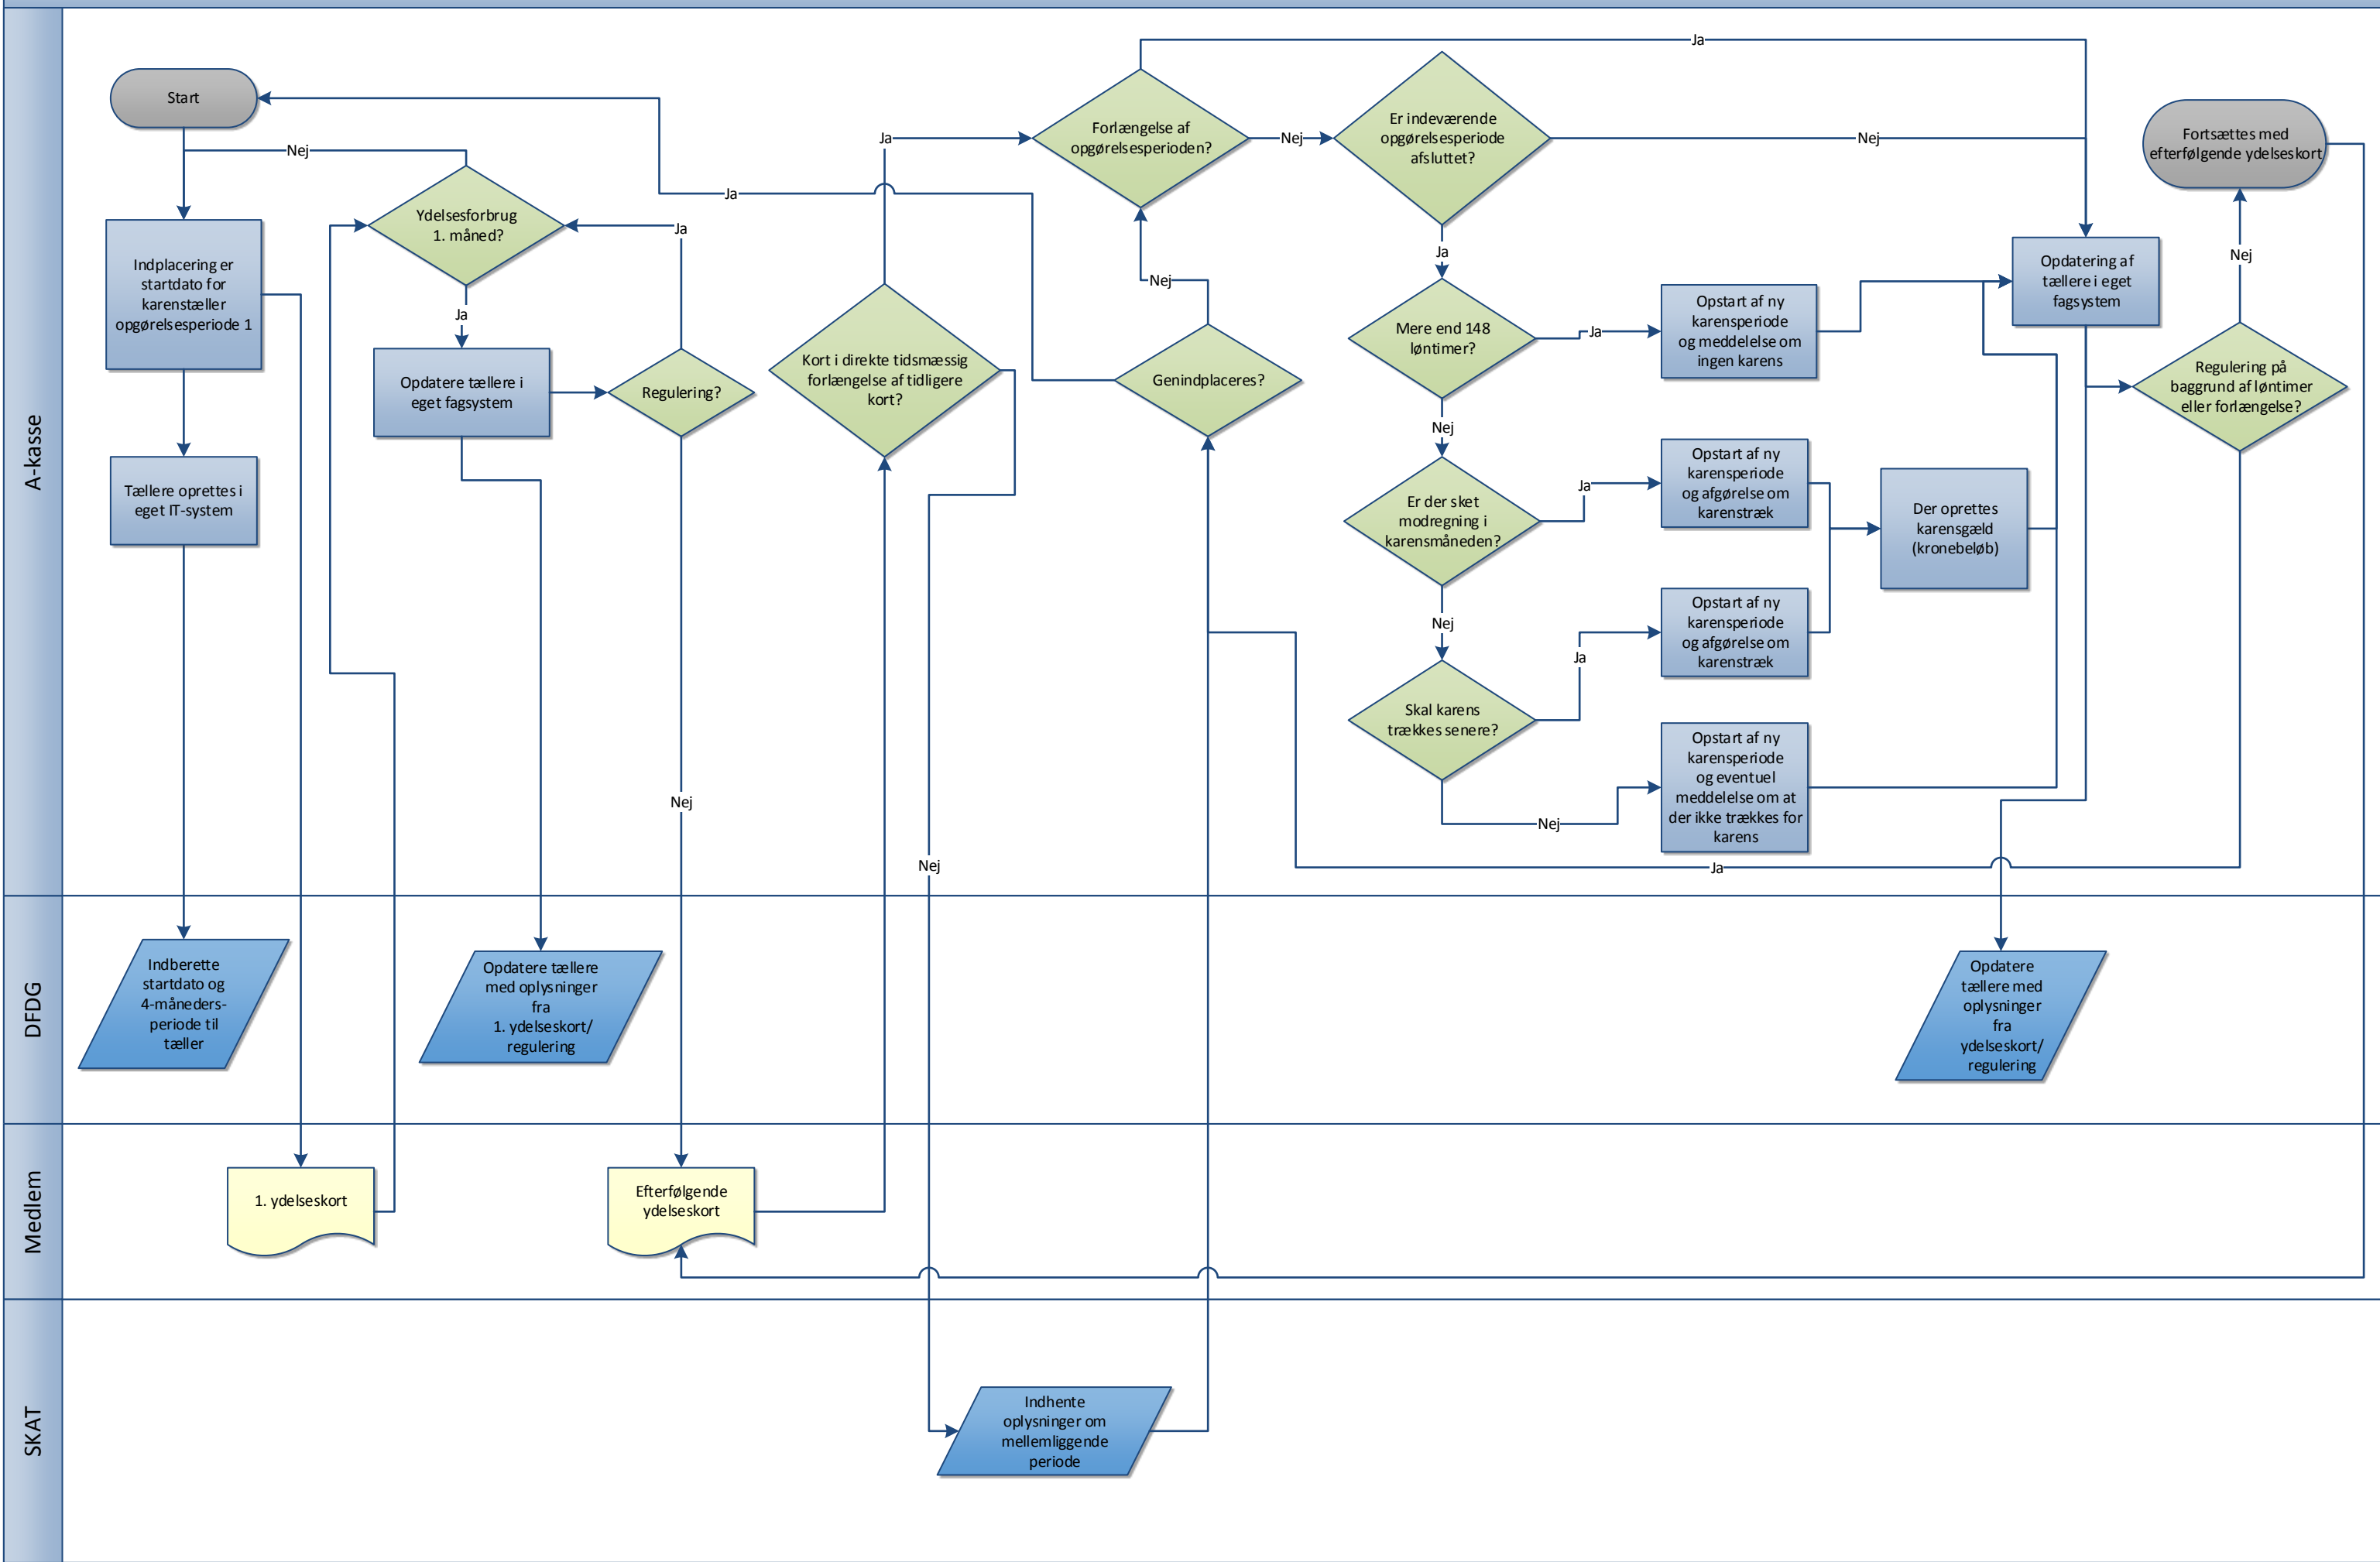 A-kasse
Start
Nej
Indplacering er
startdato for
karenstæller
opgørelsesperiode 1
Tællere oprettes i
eget IT-system
Ydelsesforbrug
1. måned?
Ja
Opdatere tællere i
eget fagsystem
Ja
Regulering?
Nej
Ja
Kort i direkte tidsmæssig
forlængelse af tidligere
kort?
Nej
Ja
Forlængelse af
opgørelsesperioden?
Nej
Genindplaceres?
Ja
Nej
Er indeværende
opgørelsesperiode
afsluttet?
Nej
Ja
Mere end 148
løntimer?
Ja
Nej
Er der sket
modregning i
karensmåneden?
Ja
Nej
Skal karens
trækkes senere?
Ja
Nej
Opstart af ny
karensperiode
og meddelelse om
ingen karens
Opstart af ny
karensperiode
og afgørelse om
karenstræk
Opstart af ny
karensperiode
og afgørelse om
karenstræk
Opstart af ny
karensperiode
og eventuel
meddelelse om at
der ikke trækkes for
karens
Der oprettes
karensgæld
(kronebeløb)
Opdatering af
tællere i eget
fagsystem
Fortsættes med
efterfølgende ydelseskort
Nej
Regulering på
baggrund af løntimer
eller forlængelse?
Ja
DFDG
Indberette
startdato og
4-måneders-
periode til
tæller
Opdatere tællere
med oplysninger
fra
1. ydelseskort/
regulering
Opdatere
tællere med
oplysninger
fra
ydelseskort/
regulering
Medlem
1. ydelseskort
Efterfølgende
ydelseskort
SKAT
Indhente
oplysninger om
mellemliggende
periode